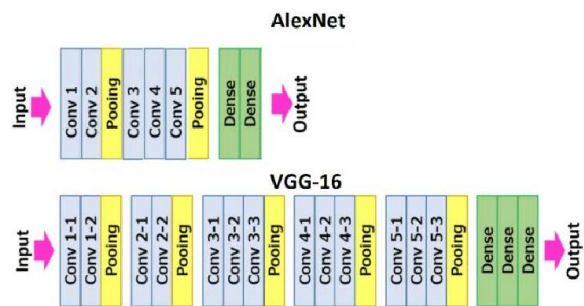 AlexNet
Input
Conv 1
Conv 2
Pooing
Conv 3
Conv 4
Conv 5
Pooing
Dense
Dense
Output
VGG-16
Input
Conv 1-1
Conv 1-2
Pooing
Conv 2-1
Conv 2-2
Pooing
Conv 3-1
Conv 3-2
Conv 3-3
Pooing
Conv 4-1
Conv 4-2
Conv 4-3
Pooing
Conv 5-1
Conv 5-2
Conv 5-3
Pooing
Dense
Dense
Dense
Output